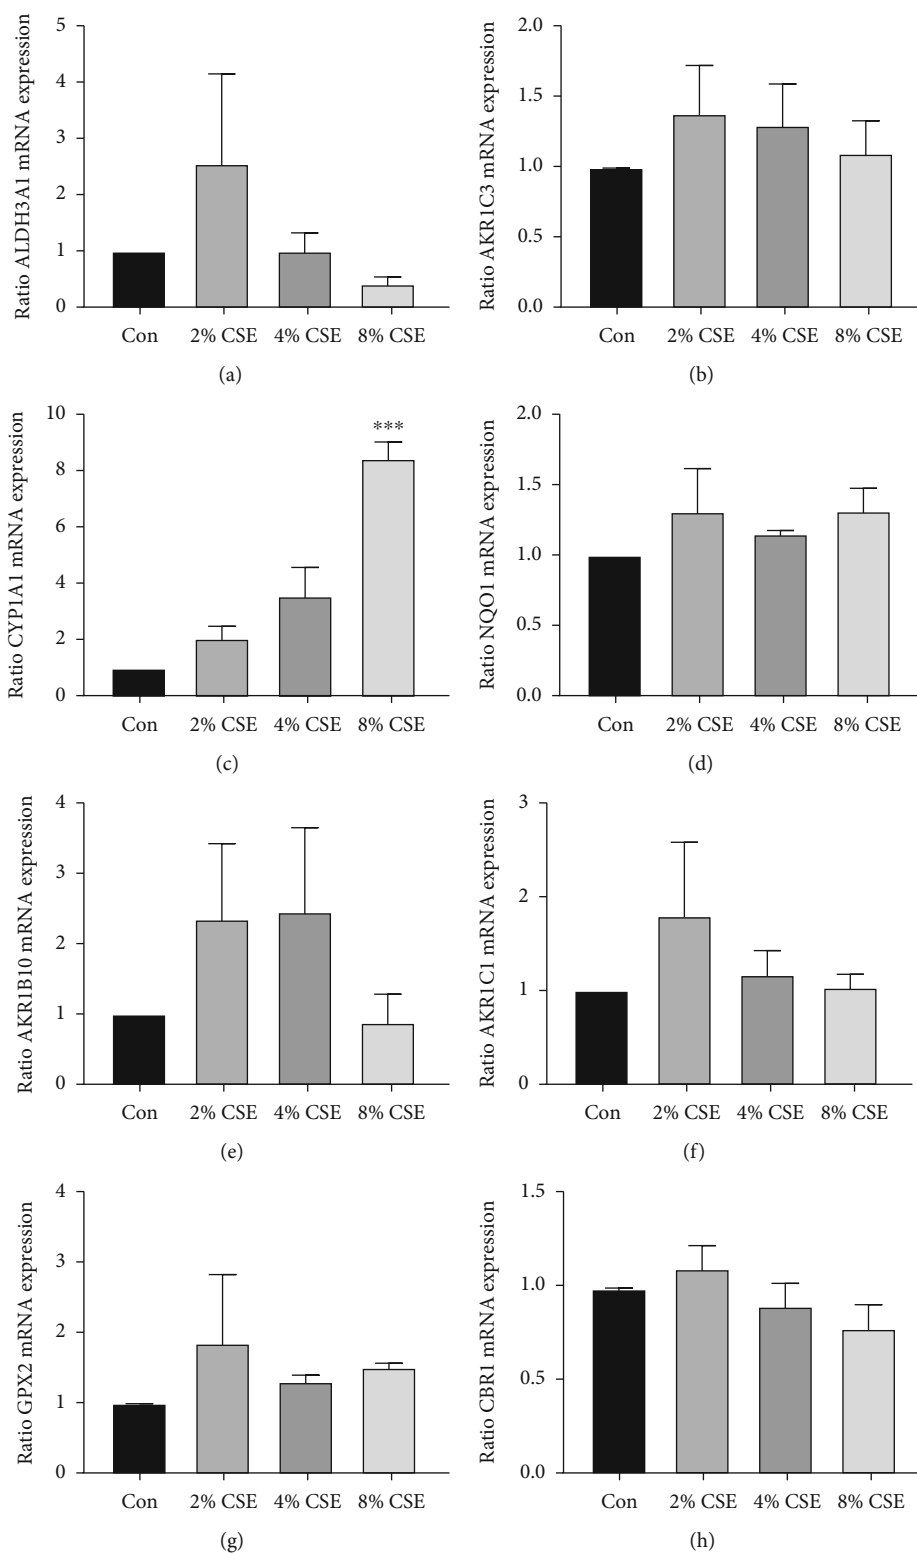 Ratio ALDH3A1 mRNA expression
5
4
3
2
1
0
Con 2% CSE 4% CSE 8% CSE
(a)
Ratio AKR1C3 mRNA expression
2.0
1.5
1.0
0.5
0.0
Con 2% CSE 4% CSE 8% CSE
(b)
Ratio CYP1A1 mRNA expression
10
8
6
4
2
0
***
Con 2% CSE 4% CSE 8% CSE
(c)
Ratio NQO1 mRNA expression
2.0
1.5
1.0
0.5
0.0
Con 2% CSE 4% CSE 8% CSE
(d)
Ratio AKR1B10 mRNA expression
4
3
2
1
0
Con 2% CSE 4% CSE 8% CSE
(e)
Ratio AKR1C1 mRNA expression
3
2
1
0
Con 2% CSE 4% CSE 8% CSE
(f)
Ratio GPX2 mRNA expression
4
3
2
1
0
Con 2% CSE 4% CSE 8% CSE
(g)
Ratio CBR1 mRNA expression
1.5
1.0
0.5
0.0
Con 2% CSE 4% CSE 8% CSE
(h)